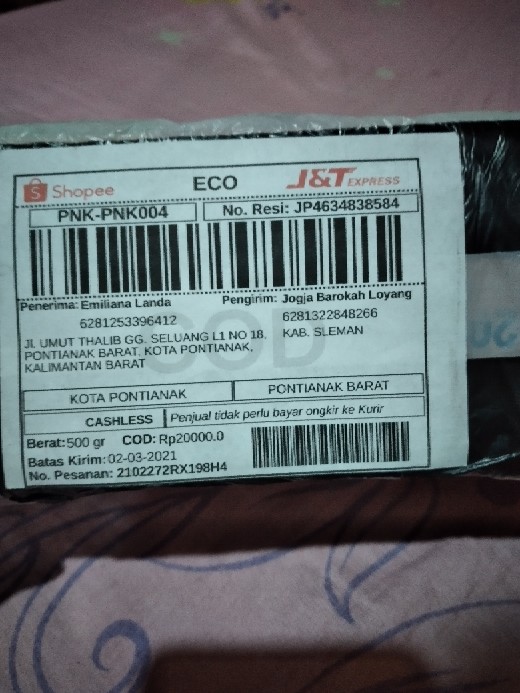 Shopee
ECO
J&T EXPRESS
PNK-PNK004
No. Resi: JP4634838584
Penerima: Emiliana Landa
Pengirim: Jogja Barokah Loyang
6281253396412
6281322848266
JL UMUT THALIB GG. SELUANG L1 NO 18,
KAB. SLEMAN
PONTIANAK BARAT, KOTA PONTIANAK,
KALIMANTAN BARAT
COD
KOTA PONTIANAK
PONTIANAK BARAT
CASHLESS
Penjual tidak perlu bayar ongkir ke Kurir
Berat: 500 gr COD: Rp20000.0
Batas Kirim: 02-03-2021
No. Pesanan: 2102272RX198H4